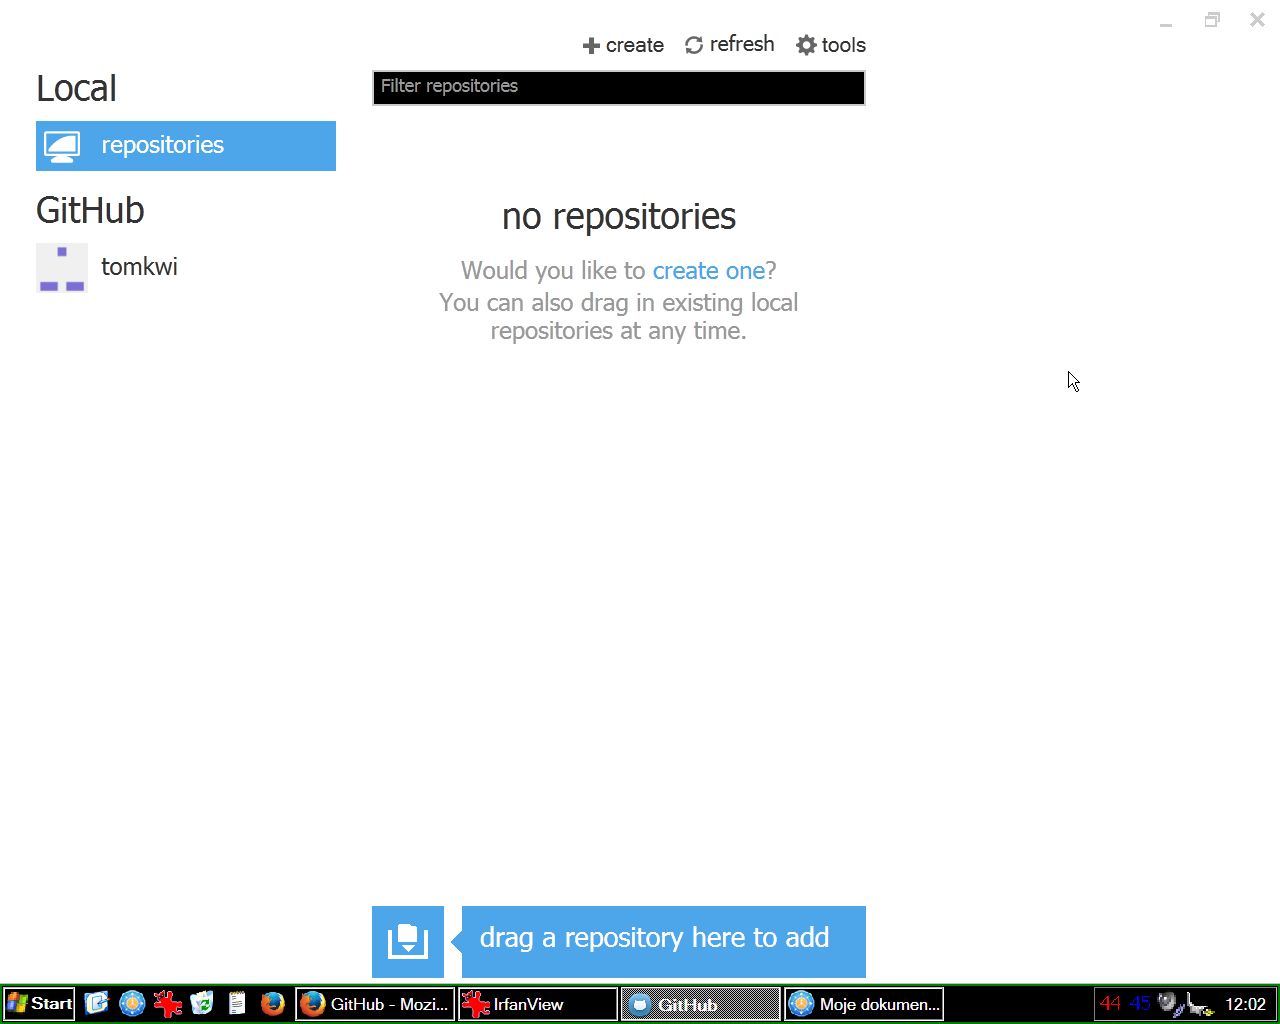 create refresh tools
Local
Filter repositories
repositories
GitHub
tomkwi
no repositories
Would you like to create one?
You can also drag in existing local
repositories at any time.
drag a repository here to add
Start
GitHub - Mozi...
IrfanView
GitHub
Moje dokumen...
44 45 12:02